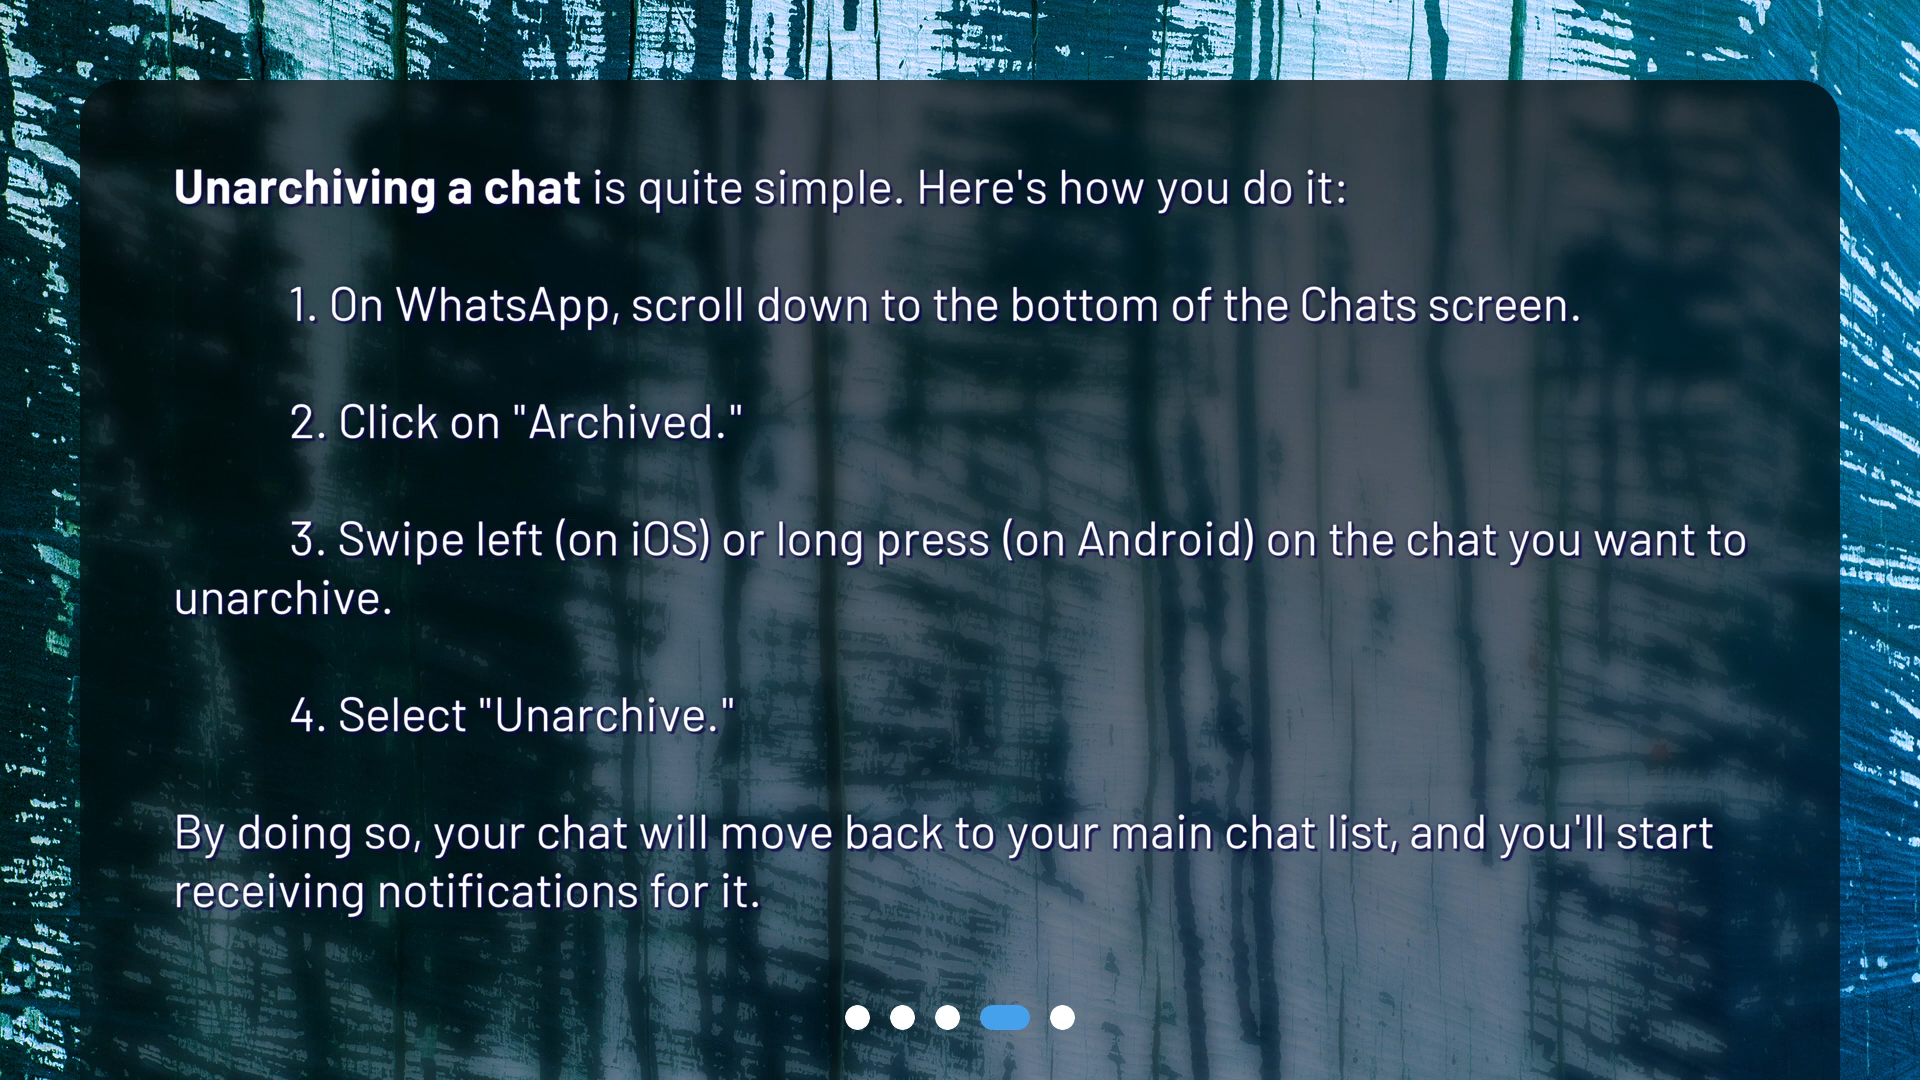 Unarchiving a chat is quite simple. Here's how you do it:
1. On WhatsApp, scroll down to the bottom of the Chats screen.
2. Click on "Archived."
3. Swipe left (on iOS) or long press (on Android) on the chat you want to
unarchive.
4. Select "Unarchive."
By doing so, your chat will move back to your main chat list, and you'll start
receiving notifications for it.